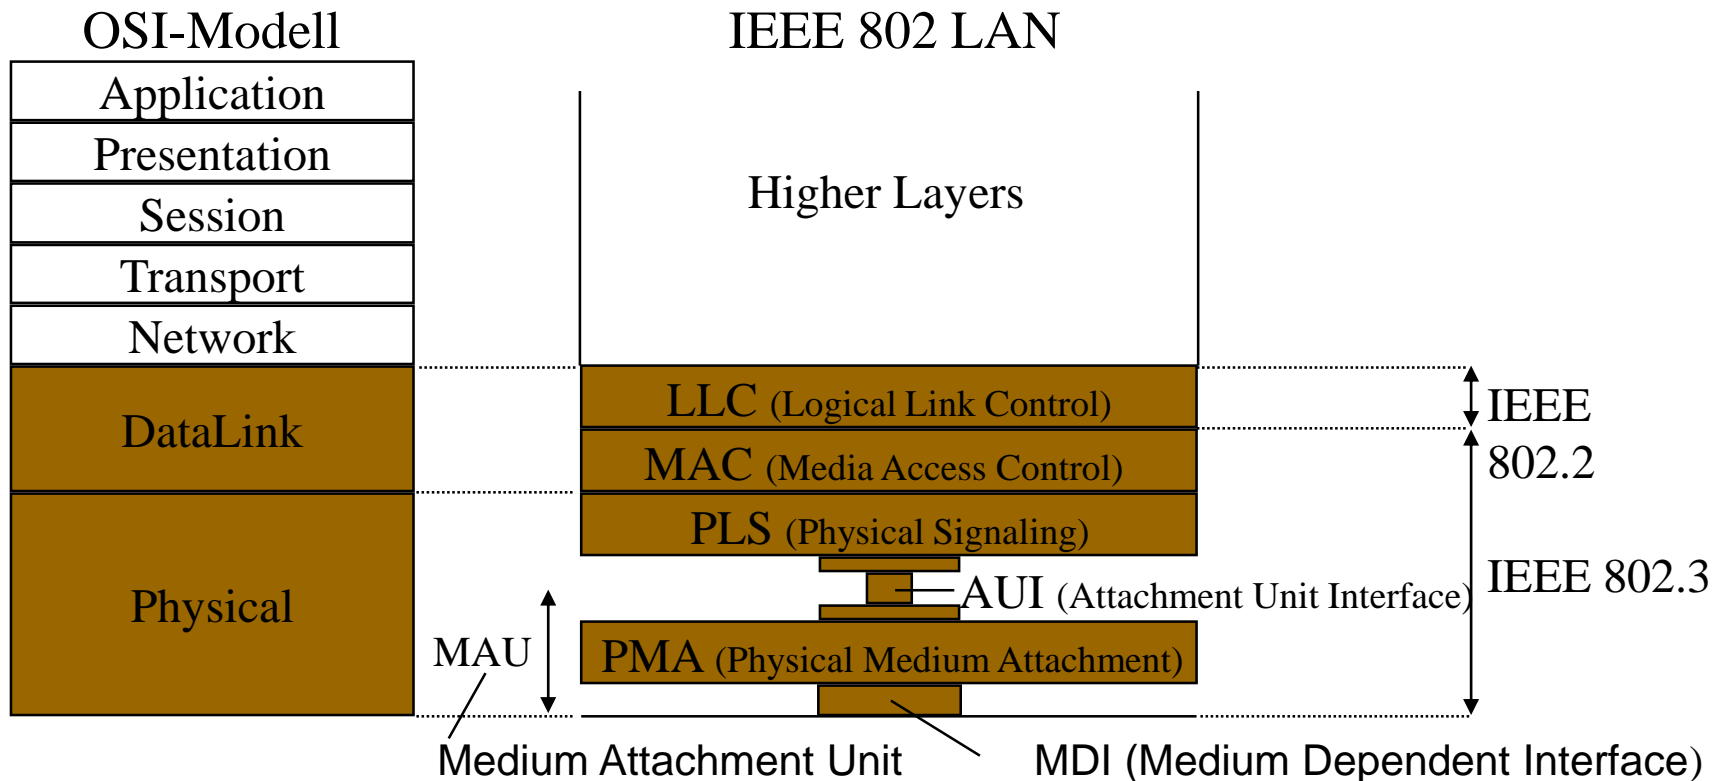 OSI-Modell
IEEE 802 LAN
Application
Presentation
Session
Transport
Network
DataLink
Physical
Higher Layers
LLC (Logical Link Control)
MAC (Media Access Control)
PLS (Physical Signaling)
AUI (Attachment Unit Interface)
PMA (Physical Medium Attachment)
MAU
IEEE
802.2
IEEE 802.3
Medium Attachment Unit
MDI (Medium Dependent Interface)